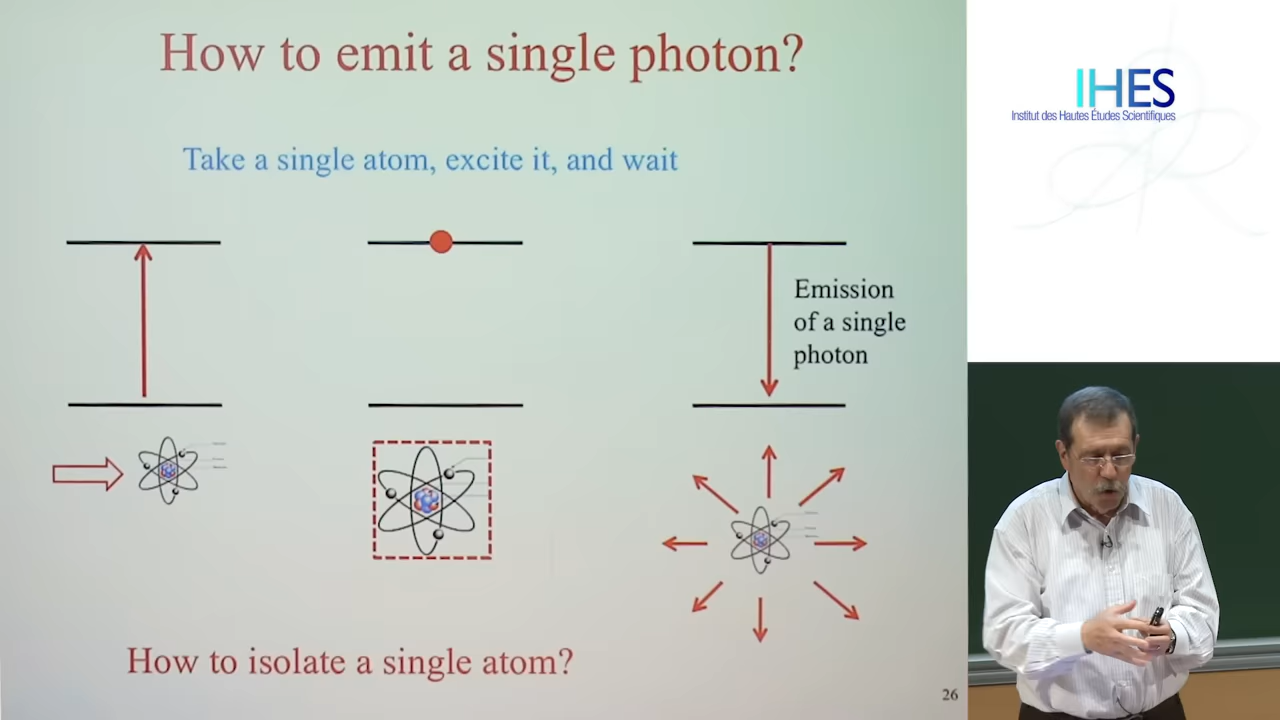 How to emit a single photon?
IHES
Institut des Hautes Études Scientifiques
Take a single atom, excite it, and wait
Emission
of a single
photon
How to isolate a single atom?
26